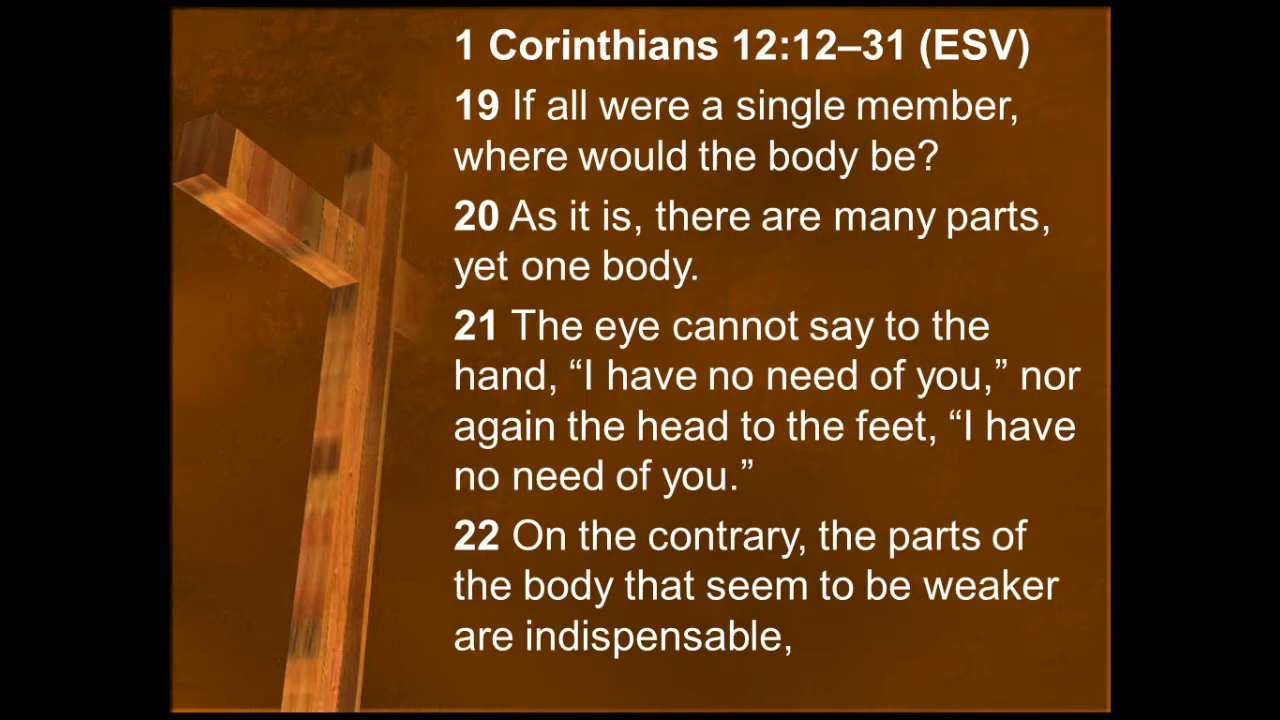 1 Corinthians 12:12–31 (ESV)
19 If all were a single member,
where would the body be?
20 As it is, there are many parts,
yet one body.
21 The eye cannot say to the
hand, “I have no need of you,” nor
again the head to the feet, “I have
no need of you.”
22 On the contrary, the parts of
the body that seem to be weaker
are indispensable,